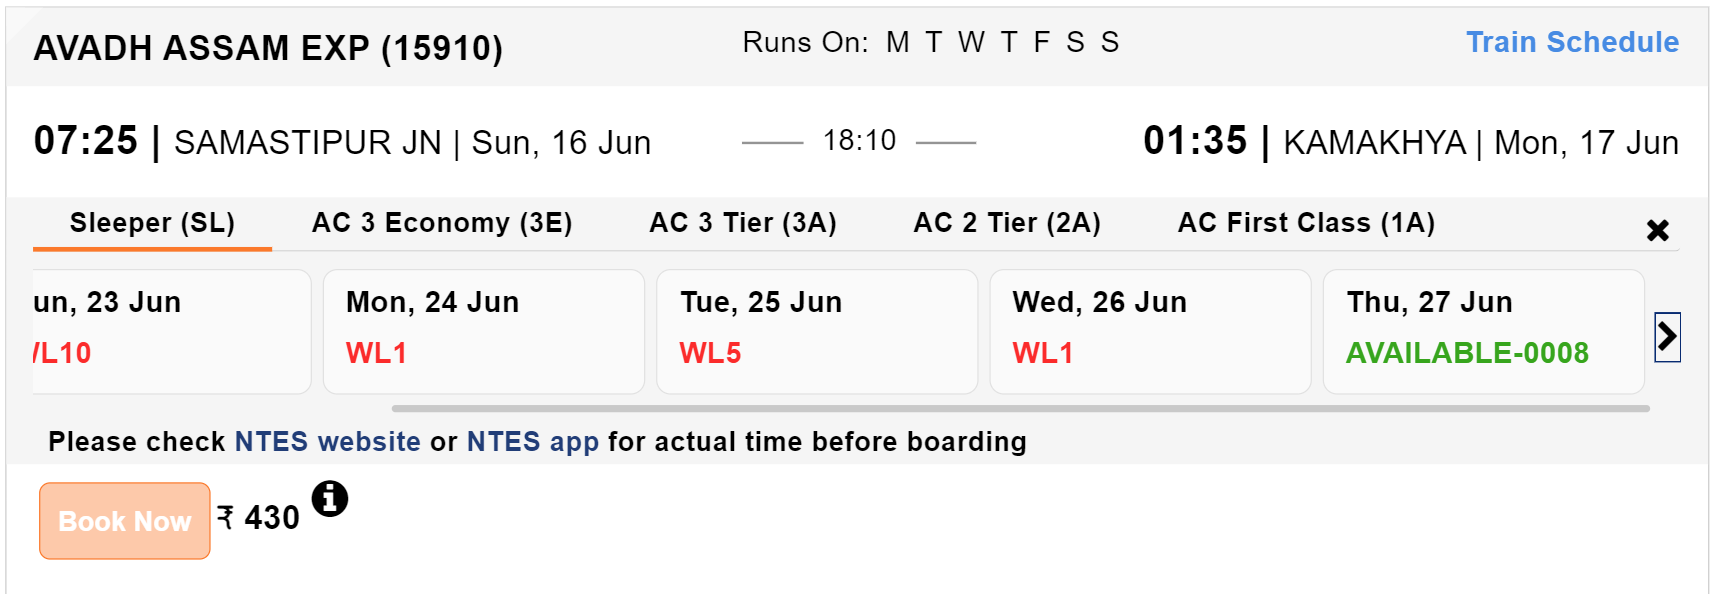 AVADH ASSAM EXP (15910) Runs On: M T W T F S S Train Schedule
07:25 | SAMASTIPUR JN | Sun, 16 Jun 18:10 01:35 | KAMAKHYA | Mon, 17 Jun
Sleeper (SL) AC 3 Economy (3E) AC 3 Tier (3A) AC 2 Tier (2A) AC First Class (1A)
un, 23 Jun Mon, 24 Jun Tue, 25 Jun Wed, 26 Jun Thu, 27 Jun
WL10 WL1 WL5 WL1 AVAILABLE-0008
Please check NTES website or NTES app for actual time before boarding
Book Now ₹ 430